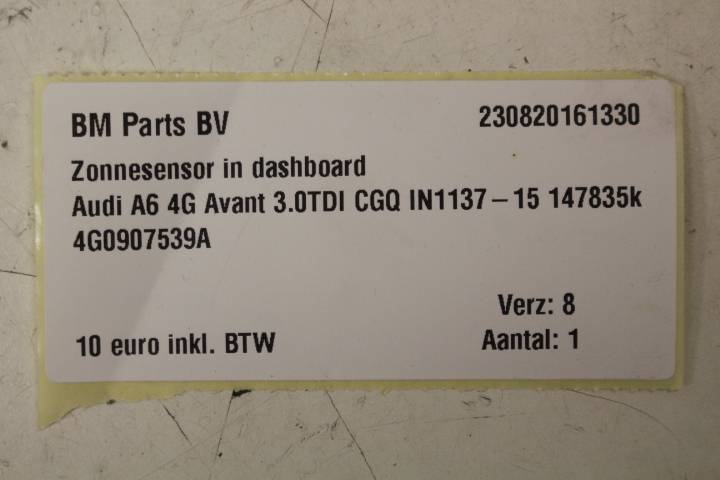 BM Parts BV 230820161330
Zonnesensor in dashboard
Audi A6 4G Avant 3.0TDI CGQ IN1137-15 147835k
4G0907539A
Verz: 8
10 euro inkl. BTW Aantal: 1